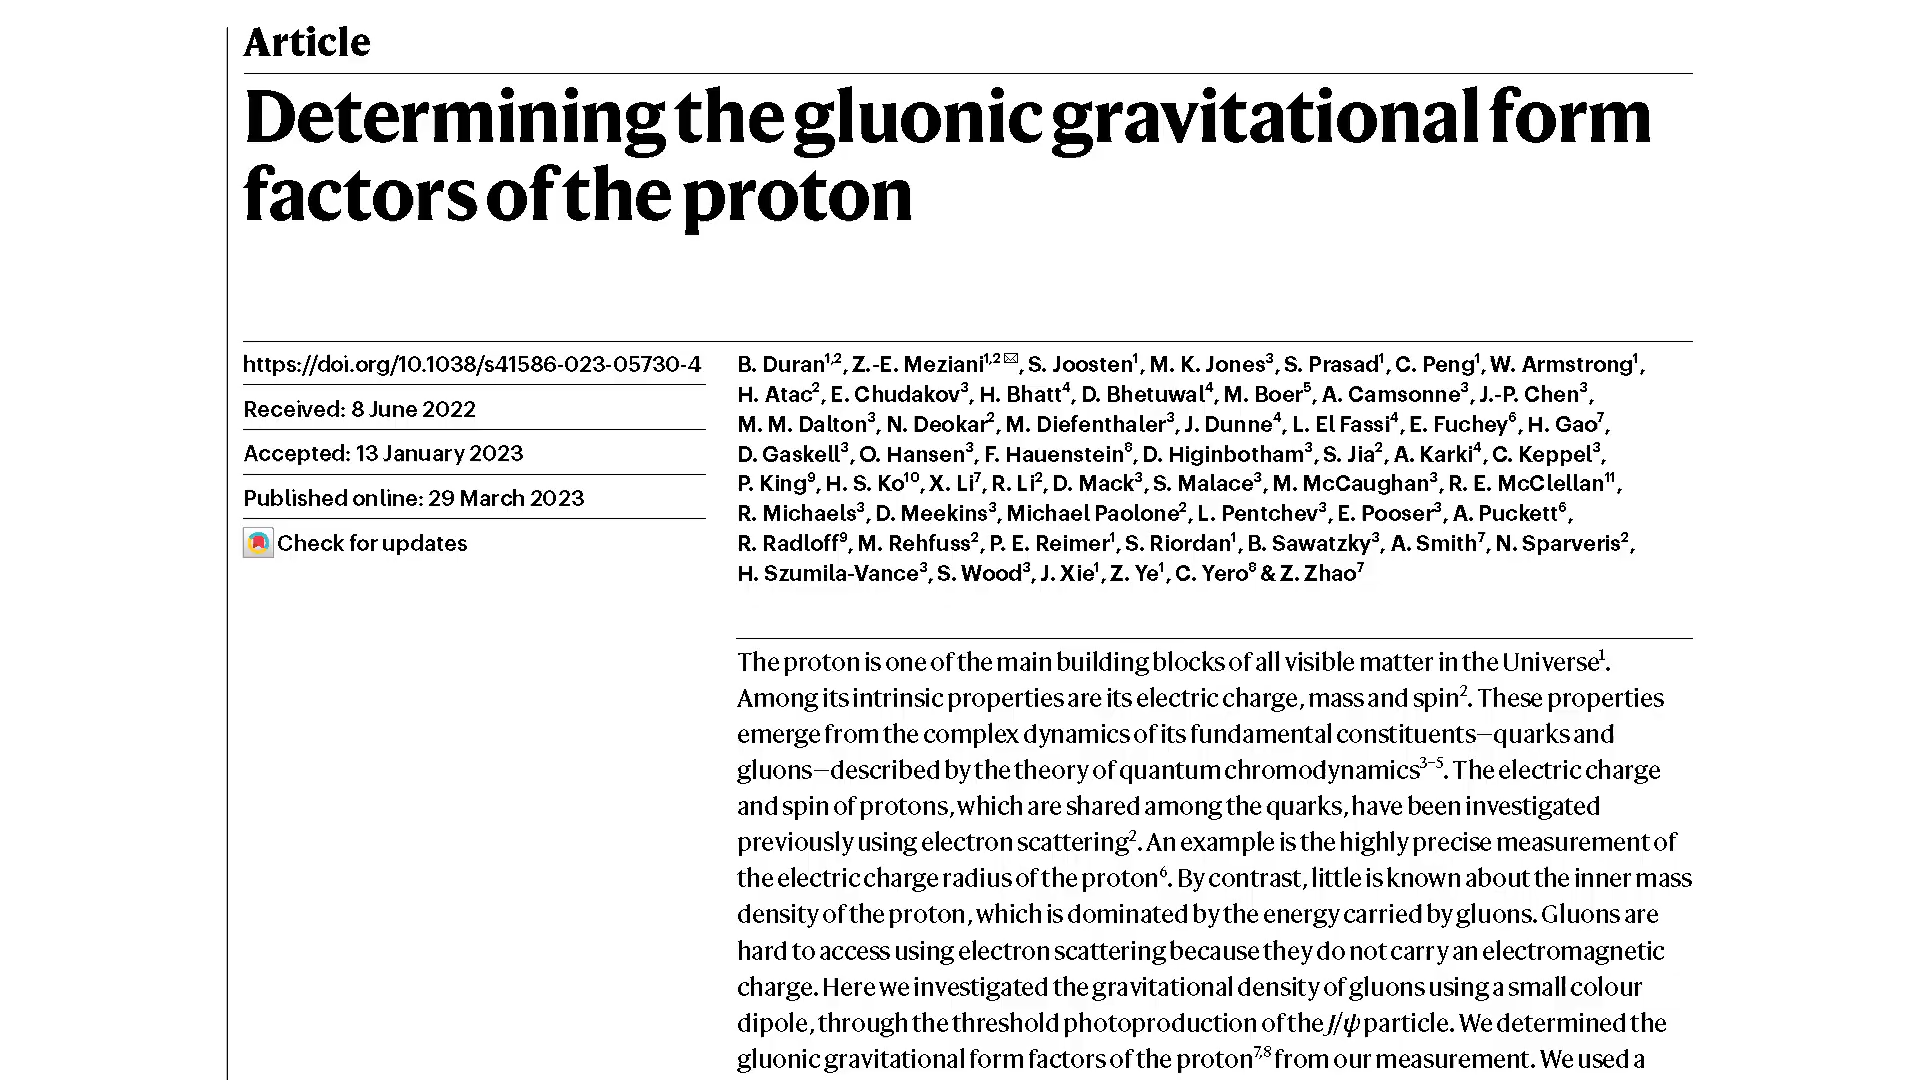 Article
Determining the gluonic gravitational form
factors of the proton
https://doi.org/10.1038/s41586-023-05730-4
Received: 8 June 2022
Accepted: 13 January 2023
Published online: 29 March 2023
Check for updates
B. Duran1,2, Z.-E. Meziani1,2✉, S. Joosten1, M. K. Jones3, S. Prasad1, C. Peng1, W. Armstrong1,
H. Atac2, E. Chudakov3, H. Bhatt4, D. Bhetuwal4, M. Boer5, A. Camsonne3, J.-P. Chen3,
M. M. Dalton3, N. Deokar2, M. Diefenthaler3, J. Dunne4, L. El Fassi4, E. Fuchey6, H. Gao7,
D. Gaskell3, O. Hansen3, F. Hauenstein8, D. Higinbotham3, S. Jia2, A. Karki4, C. Keppel3,
P. King9, H. S. Ko10, X. Li7, R. Li2, D. Mack3, S. Malace3, M. McCaughan3, R. E. McClellan11,
R. Michaels3, D. Meekins3, Michael Paolone2, L. Pentchev3, E. Pooser3, A. Puckett6,
R. Radloff9, M. Rehfuss2, P. E. Reimer1, S. Riordan1, B. Sawatzky3, A. Smith7, N. Sparveris2,
H. Szumila-Vance3, S. Wood3, J. Xie1, Z. Ye1, C. Yero8 & Z. Zhao7
The proton is one of the main building blocks of all visible matter in the Universe1.
Among its intrinsic properties are its electric charge, mass and spin2. These properties
emerge from the complex dynamics of its fundamental constituents—quarks and
gluons—described by the theory of quantum chromodynamics3–5. The electric charge
and spin of protons, which are shared among the quarks, have been investigated
previously using electron scattering2. An example is the highly precise measurement of
the electric charge radius of the proton6. By contrast, little is known about the inner mass
density of the proton, which is dominated by the energy carried by gluons. Gluons are
hard to access using electron scattering because they do not carry an electromagnetic
charge. Here we investigated the gravitational density of gluons using a small colour
dipole, through the threshold photoproduction of the J/ψ particle. We determined the
gluonic gravitational form factors of the proton7,8 from our measurement. We used a